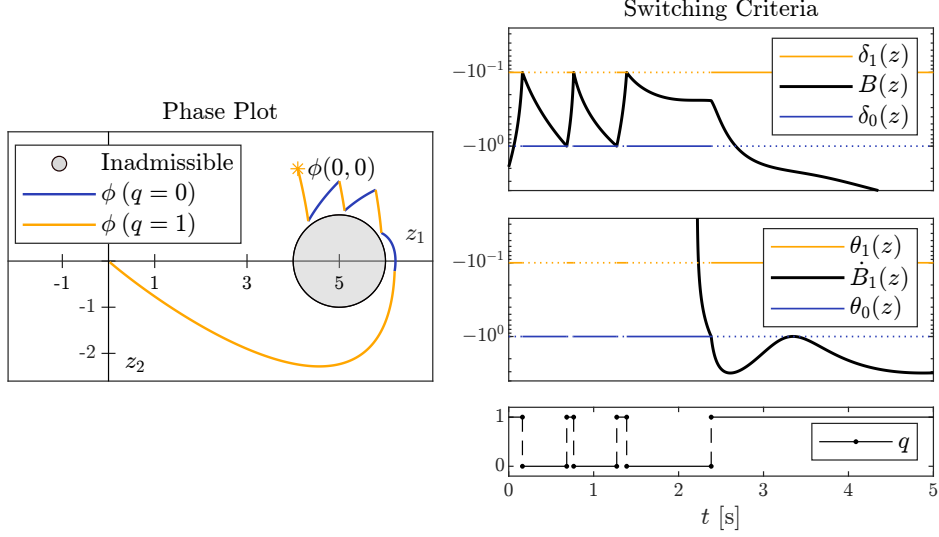 Phase Plot
Inadmissible
ϕ (q = 0)
ϕ (q = 1)
ϕ(0, 0)
z₁
-1 1 3 5
-1
-2
z₂
Switching Criteria
−10⁻¹
−10⁰
δ₁(z)
B(z)
δ₀(z)
−10⁻¹
−10⁰
θ₁(z)
Ḃ₁(z)
θ₀(z)
1
0
q
0 1 2 3 4 5
t [s]